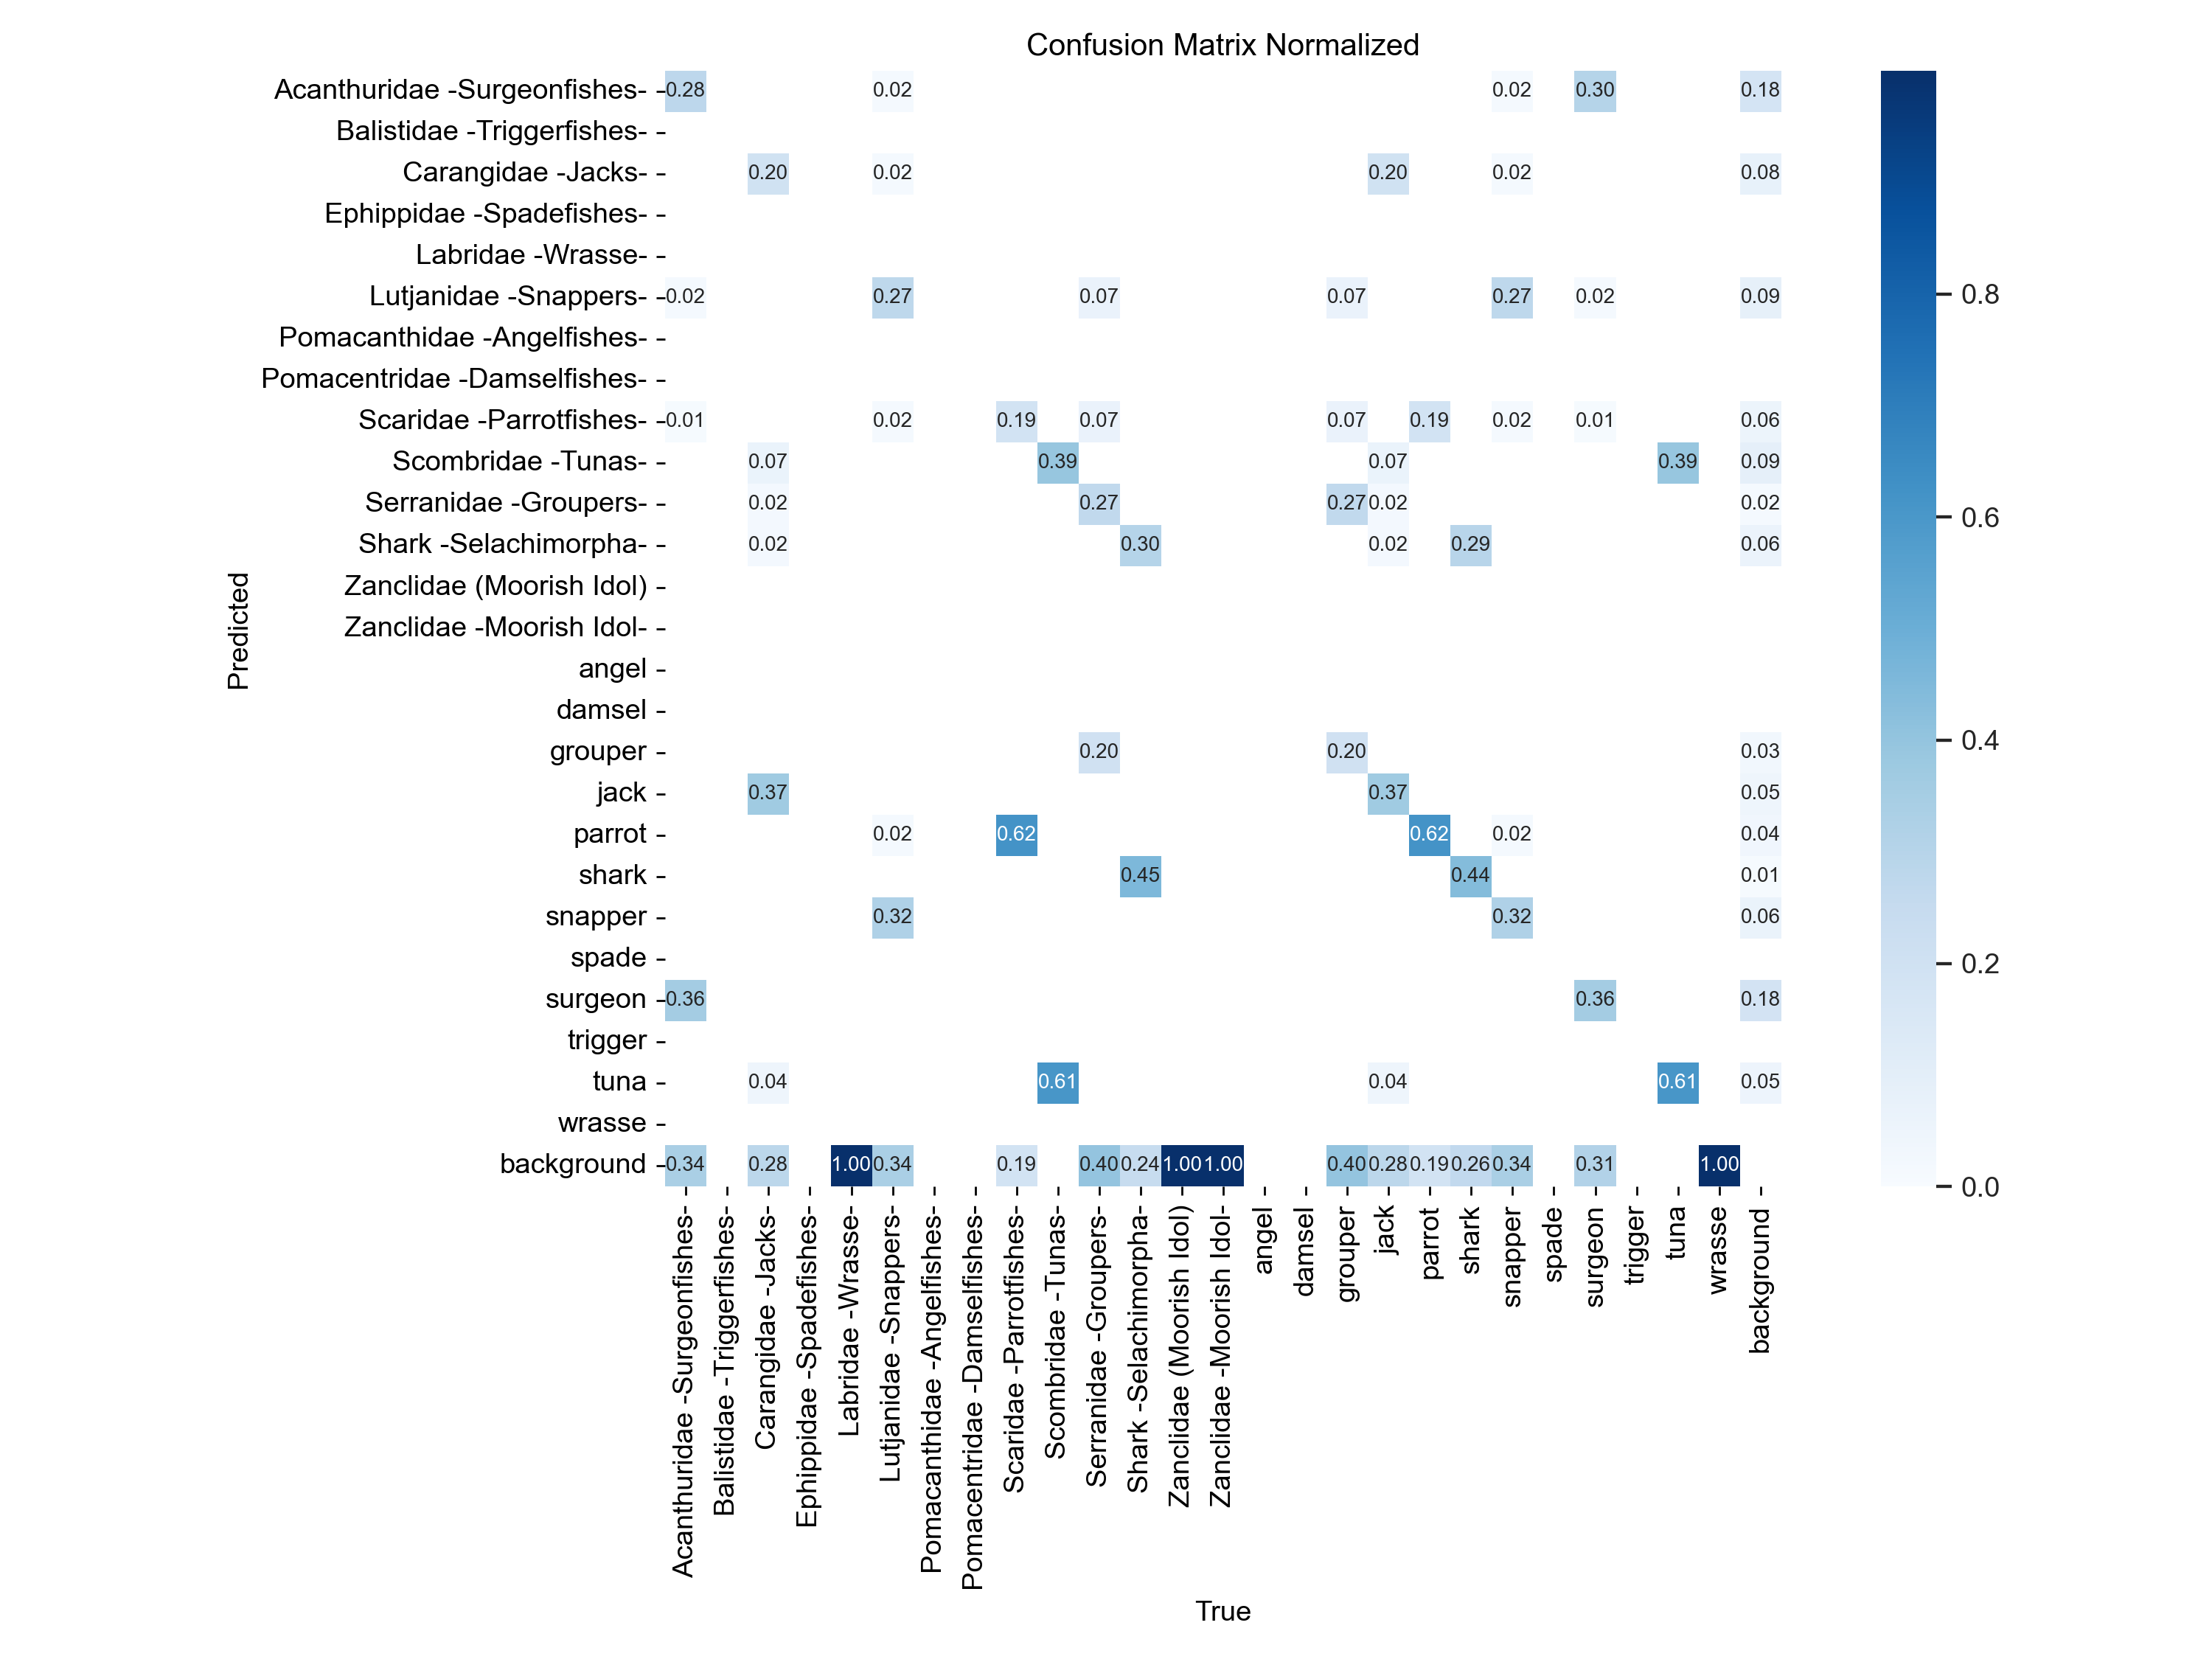 Confusion Matrix Normalized
Acanthuridae -Surgeonfishes- 0.28 0.02 0.02 0.30 0.18
Balistidae -Triggerfishes-
Carangidae -Jacks- 0.20 0.02 0.20 0.02 0.08
Ephippidae -Spadefishes-
Labridae -Wrasse-
Lutjanidae -Snappers- 0.02 0.27 0.07 0.07 0.27 0.02 0.09
Pomacanthidae -Angelfishes-
Pomacentridae -Damselfishes-
Scaridae -Parrotfishes- 0.01 0.02 0.19 0.07 0.07 0.19 0.02 0.01 0.06
Scombridae -Tunas- 0.07 0.39 0.07 0.39 0.09
Serranidae -Groupers- 0.02 0.27 0.27 0.02 0.02
Shark -Selachimorpha- 0.02 0.30 0.02 0.29 0.06
Zanclidae (Moorish Idol)
Zanclidae -Moorish Idol-
angel
damsel
grouper 0.20 0.20 0.03
jack 0.37 0.37 0.05
parrot 0.02 0.62 0.62 0.02 0.04
shark 0.45 0.44 0.01
snapper 0.32 0.32 0.06
spade
surgeon 0.36 0.36 0.18
trigger
tuna 0.04 0.61 0.04 0.61 0.05
wrasse
background 0.34 0.28 1.00 0.34 0.19 0.40 0.24 1.00 1.00 0.40 0.28 0.19 0.26 0.34 0.31 1.00
Predicted
Acanthuridae -Surgeonfishes-
Balistidae -Triggerfishes-
Carangidae -Jacks-
Ephippidae -Spadefishes-
Labridae -Wrasse-
Lutjanidae -Snappers-
Pomacanthidae -Angelfishes-
Pomacentridae -Damselfishes-
Scaridae -Parrotfishes-
Scombridae -Tunas-
Serranidae -Groupers-
Shark -Selachimorpha-
Zanclidae (Moorish Idol)
Zanclidae -Moorish Idol-
angel
damsel
grouper
jack
parrot
shark
snapper
spade
surgeon
trigger
tuna
wrasse
background
True
0.8
0.6
0.4
0.2
0.0